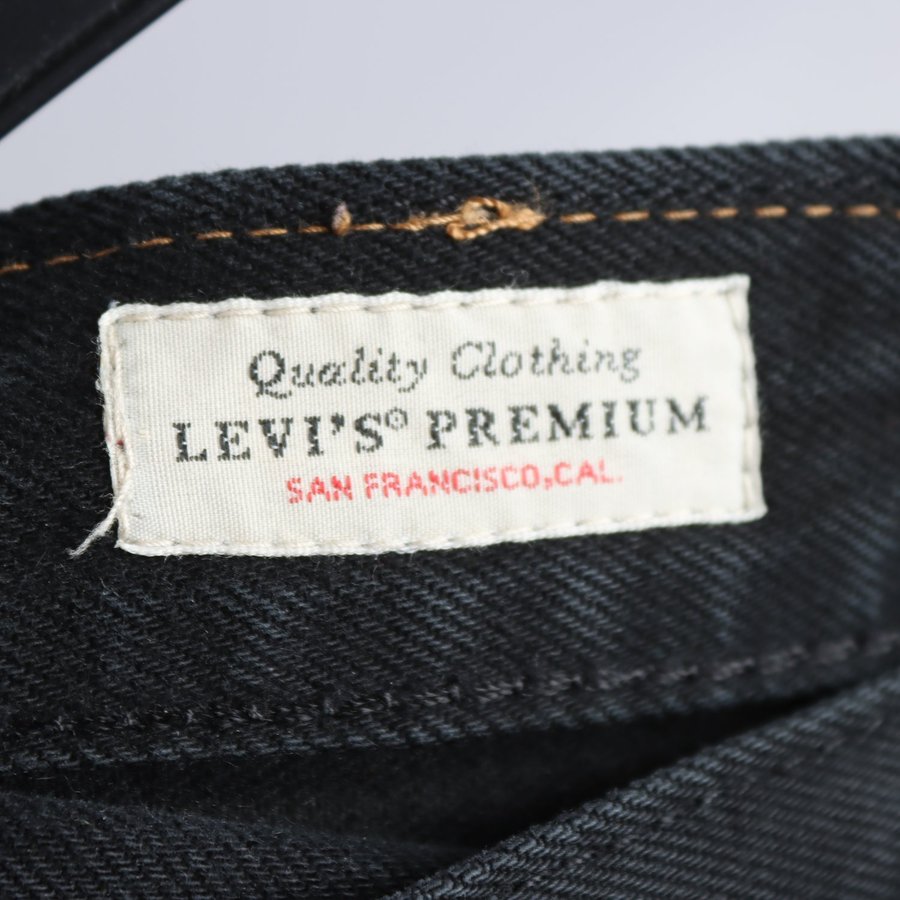 Quality Clothing
LEVI'S® PREMIUM
SAN FRANCISCO,CAL.